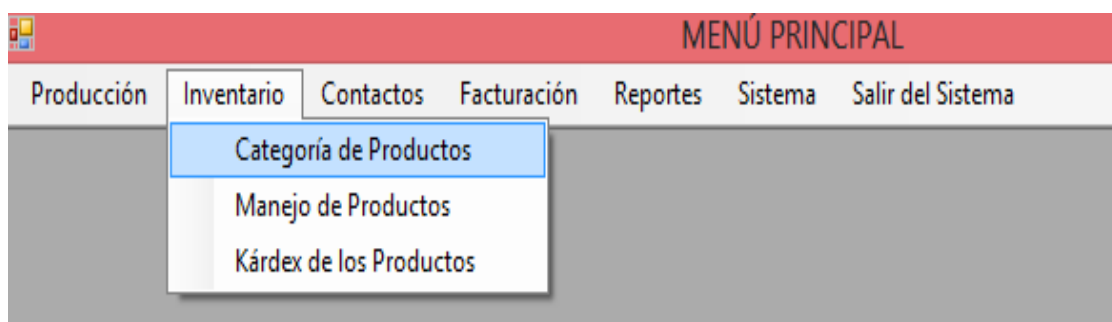 MENÚ PRINCIPAL
Producción Inventario Contactos Facturación Reportes Sistema Salir del Sistema
Categoría de Productos
Manejo de Productos
Kárdex de los Productos